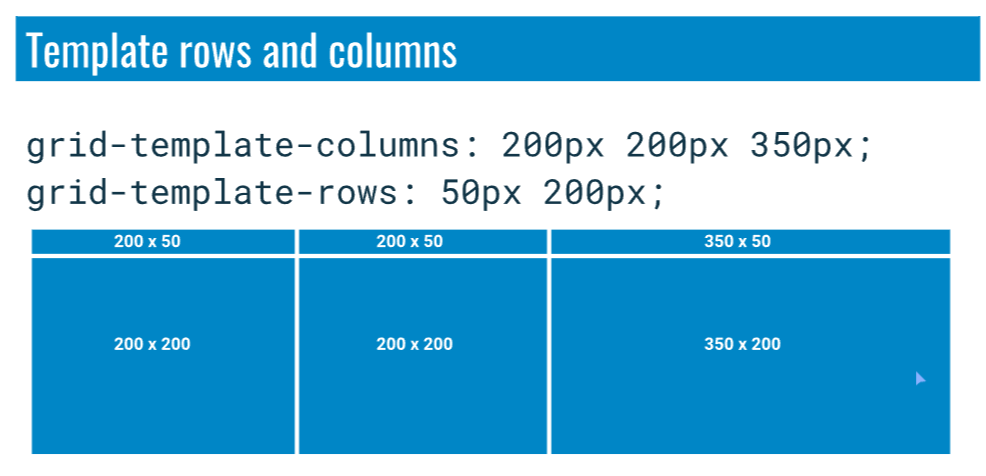 Template rows and columns
grid-template-columns: 200px 200px 350px;
grid-template-rows: 50px 200px;
200 x 50 200 x 50 350 x 50
200 x 200 200 x 200 350 x 200